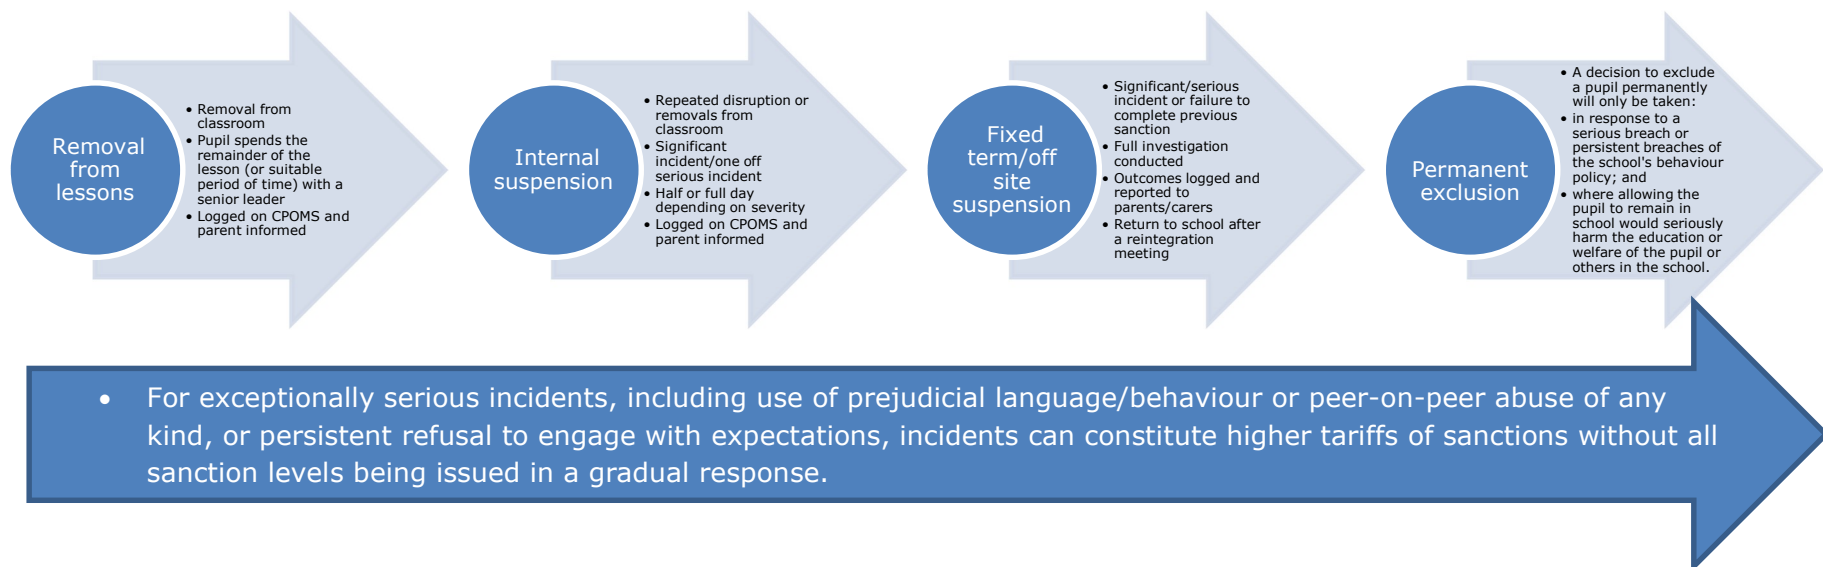 Removal
from
lessons
• Removal from
classroom
• Pupil spends the
remainder of the
lesson (or suitable
period of time) with a
senior leader
• Logged on CPOMS and
parent informed
Internal
suspension
• Repeated disruption or
removals from
classroom
• Significant
incident/one off
serious incident
• Half or full day
depending on severity
• Logged on CPOMS and
parent informed
Fixed
term/off
site
suspension
• Significant/serious
incident or failure to
complete previous
sanction
• Full investigation
conducted
• Outcomes logged and
reported to
parents/carers
• Return to school after
a reintegration
meeting
Permanent
exclusion
• A decision to exclude
a pupil permanently
will only be taken:
• in response to a
serious breach or
persistent breaches of
the school's behaviour
policy; and
• where allowing the
pupil to remain in
school would seriously
harm the education or
welfare of the pupil or
others in the school.
• For exceptionally serious incidents, including use of prejudicial language/behaviour or peer-on-peer abuse of any
kind, or persistent refusal to engage with expectations, incidents can constitute higher tariffs of sanctions without all
sanction levels being issued in a gradual response.